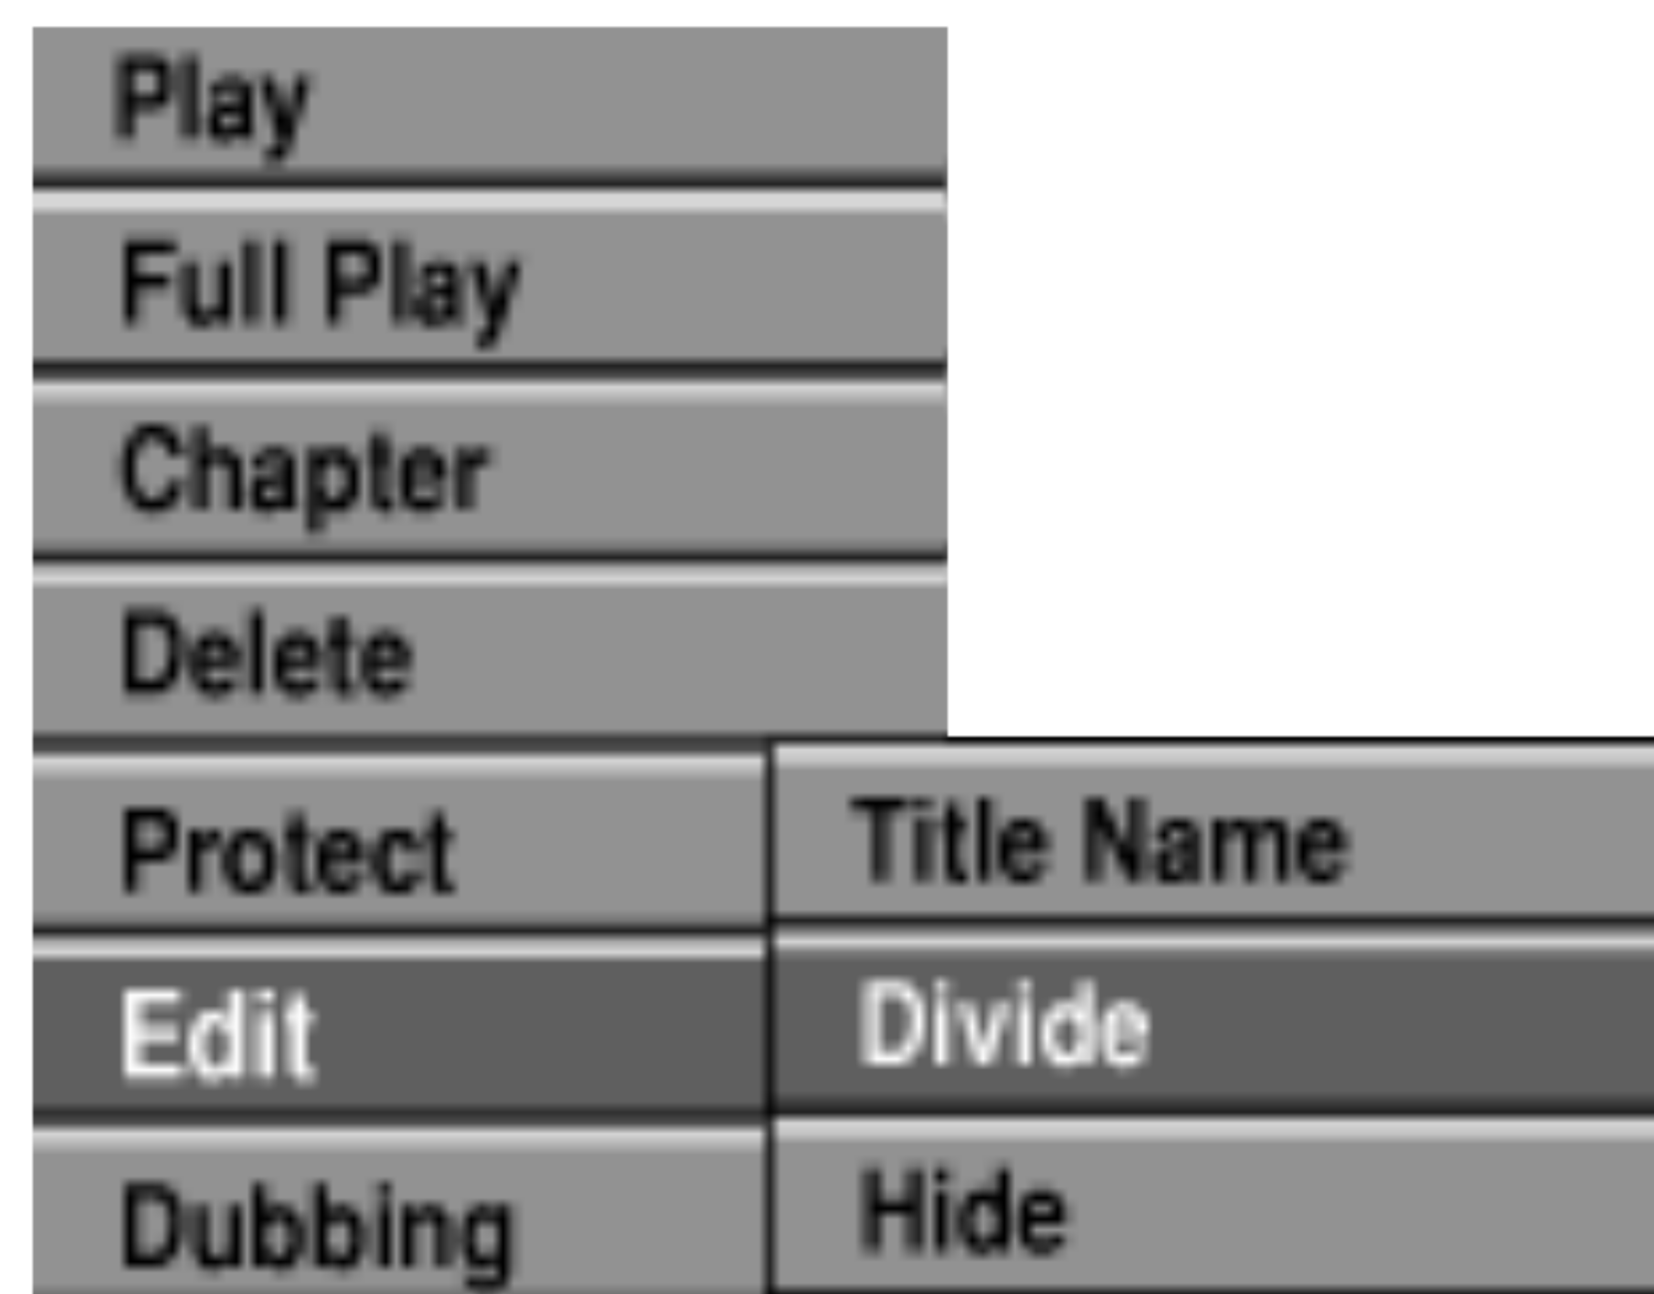 Play
Full Play
Chapter
Delete
Protect
Title Name
Edit
Divide
Dubbing
Hide